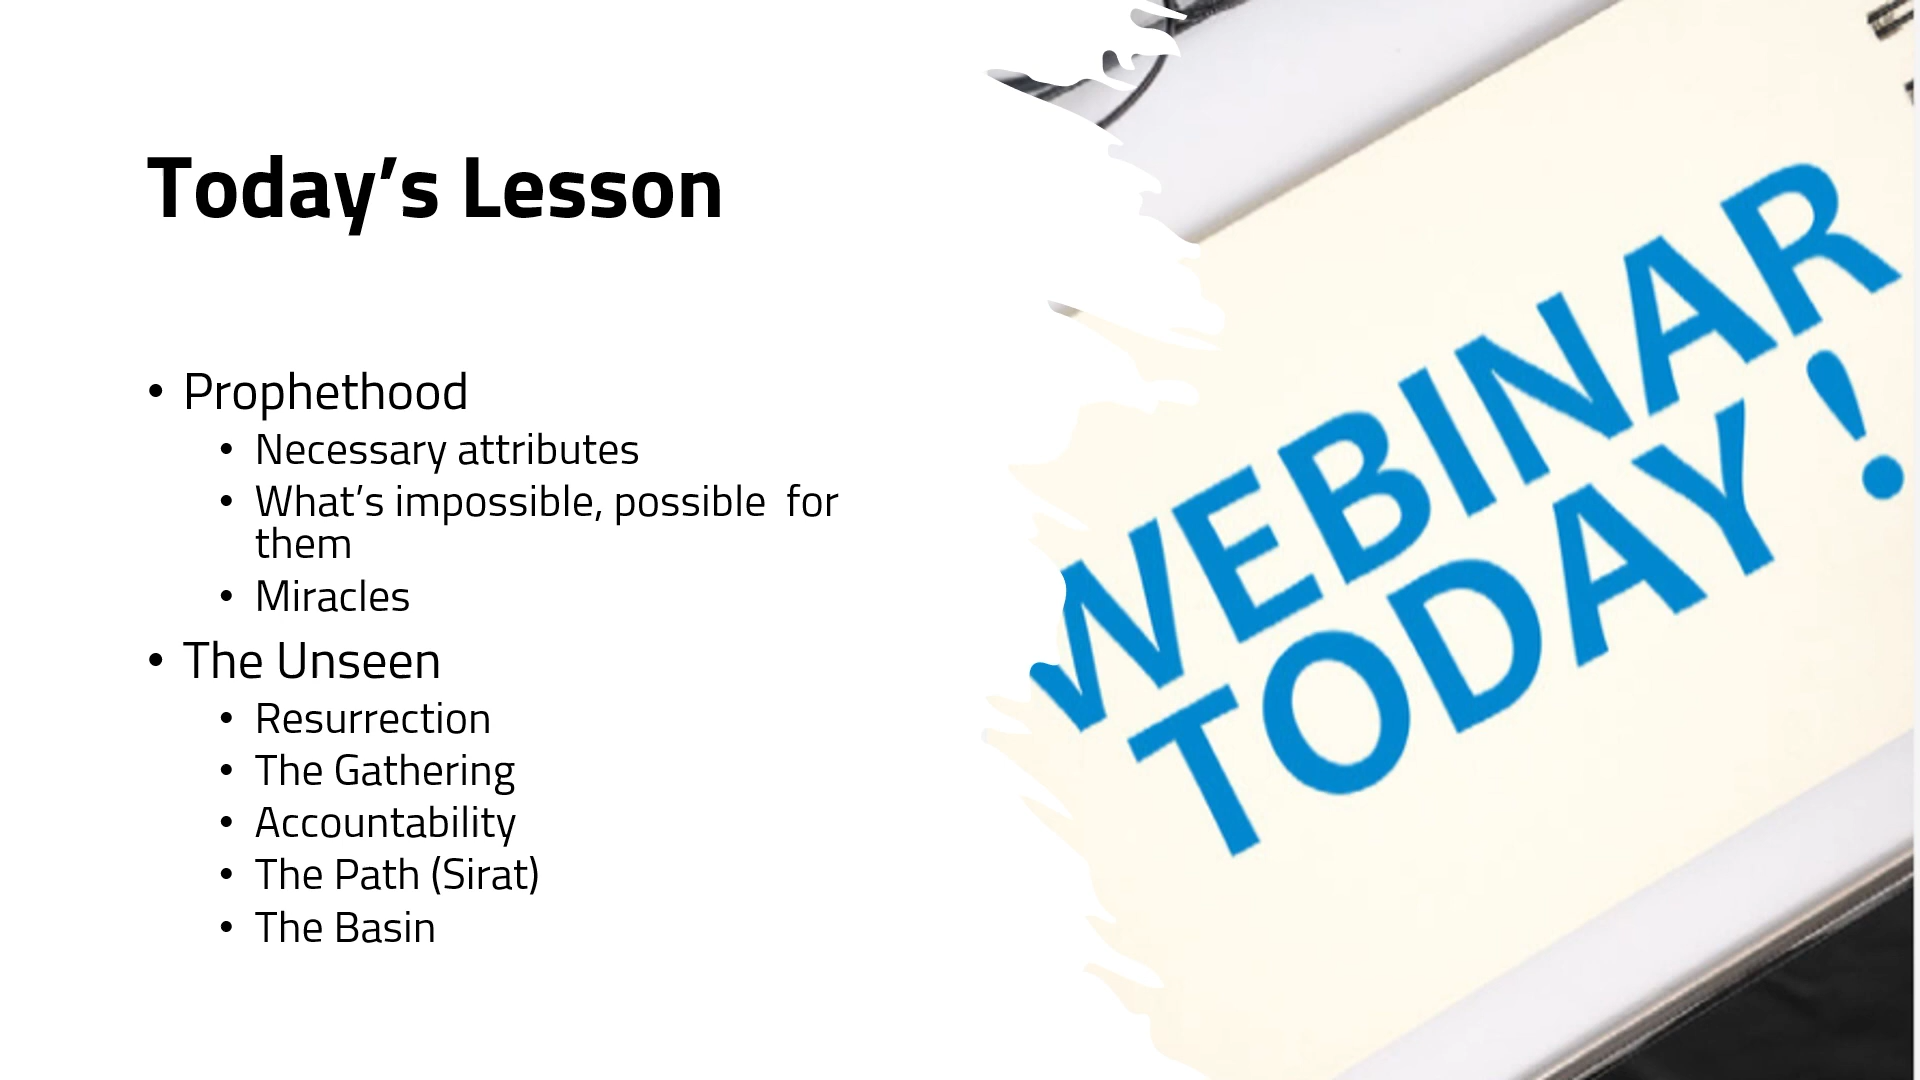 Today’s Lesson
• Prophethood
• Necessary attributes
• What’s impossible, possible  for
them
• Miracles
• The Unseen
• Resurrection
• The Gathering
• Accountability
• The Path (Sirat)
• The Basin
WEBINAR
TODAY !